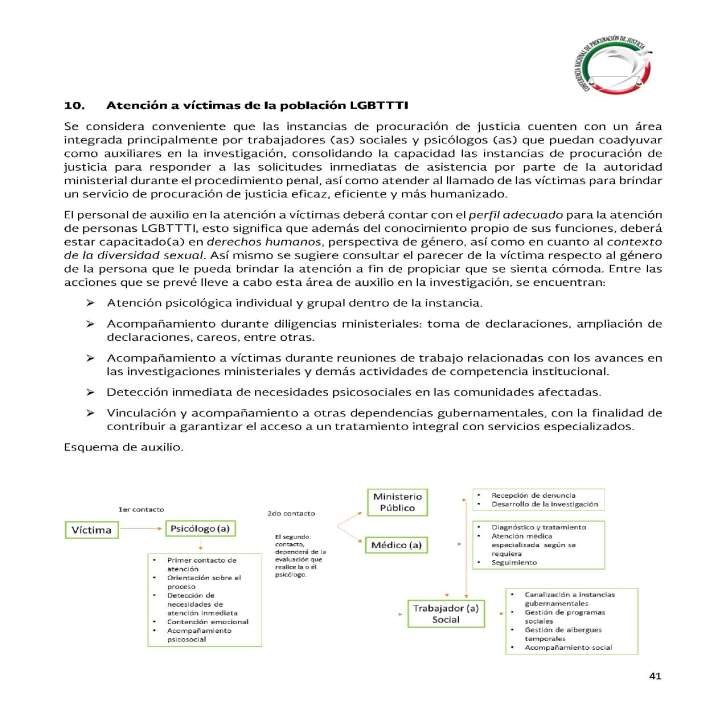 CONFERENCIA NACIONAL DE PROCURACIÓN DE JUSTICIA
10. Atención a víctimas de la población LGBTTTI
Se considera conveniente que las instancias de procuración de justicia cuenten con un área
integrada principalmente por trabajadores (as) sociales y psicólogos (as) que puedan coadyuvar
como auxiliares en la investigación, consolidando la capacidad las instancias de procuración de
justicia para responder a las solicitudes inmediatas de asistencia por parte de la autoridad
ministerial durante el procedimiento penal, así como atender al llamado de las víctimas para brindar
un servicio de procuración de justicia eficaz, eficiente y más humanizado.
El personal de auxilio en la atención a víctimas deberá contar con el perfil adecuado para la atención
de personas LGBTTTI, esto significa que además del conocimiento propio de sus funciones, deberá
estar capacitado(a) en derechos humanos, perspectiva de género, así como en cuanto al contexto
de la diversidad sexual. Así mismo se sugiere consultar el parecer de la víctima respecto al género
de la persona que le pueda brindar la atención a fin de propiciar que se sienta cómoda. Entre las
acciones que se prevé lleve a cabo esta área de auxilio en la investigación, se encuentran:
➢ Atención psicológica individual y grupal dentro de la instancia.
➢ Acompañamiento durante diligencias ministeriales: toma de declaraciones, ampliación de
declaraciones, careos, entre otras.
➢ Acompañamiento a víctimas durante reuniones de trabajo relacionadas con los avances en
las investigaciones ministeriales y demás actividades de competencia institucional.
➢ Detección inmediata de necesidades psicosociales en las comunidades afectadas.
➢ Vinculación y acompañamiento a otras dependencias gubernamentales, con la finalidad de
contribuir a garantizar el acceso a un tratamiento integral con servicios especializados.
Esquema de auxilio.
Víctima
1er contacto
Psicólogo (a)
• Primer contacto de
atención
• Orientación sobre el
proceso
• Detección de
necesidades de
atención inmediata
• Contención emocional
• Acompañamiento
psicosocial
2do contacto
El segundo
contacto,
dependerá de la
evaluación que
realice la o el
psicólogo.
Ministerio
Público
• Recepción de denuncia
• Desarrollo de la investigación
Médico (a)
• Diagnóstico y tratamiento
• Atención médica
especializada según se
requiera
• Seguimiento
Trabajador (a)
Social
• Canalización a instancias
gubernamentales
• Gestión de programas
sociales
• Gestión de albergues
temporales
• Acompañamiento social
41